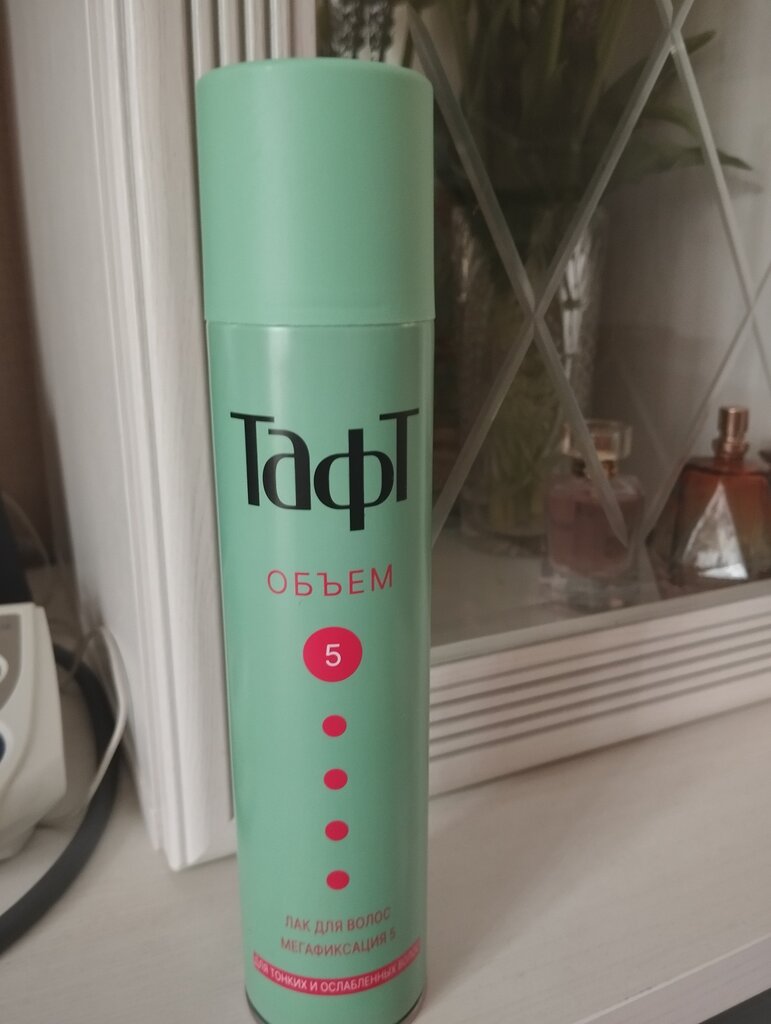 Тафт
ОБЪЕМ
5
ЛАК ДЛЯ ВОЛОС
МЕГАФИКСАЦИЯ 5
ДЛЯ ТОНКИХ И ОСЛАБЛЕННЫХ ВОЛОС